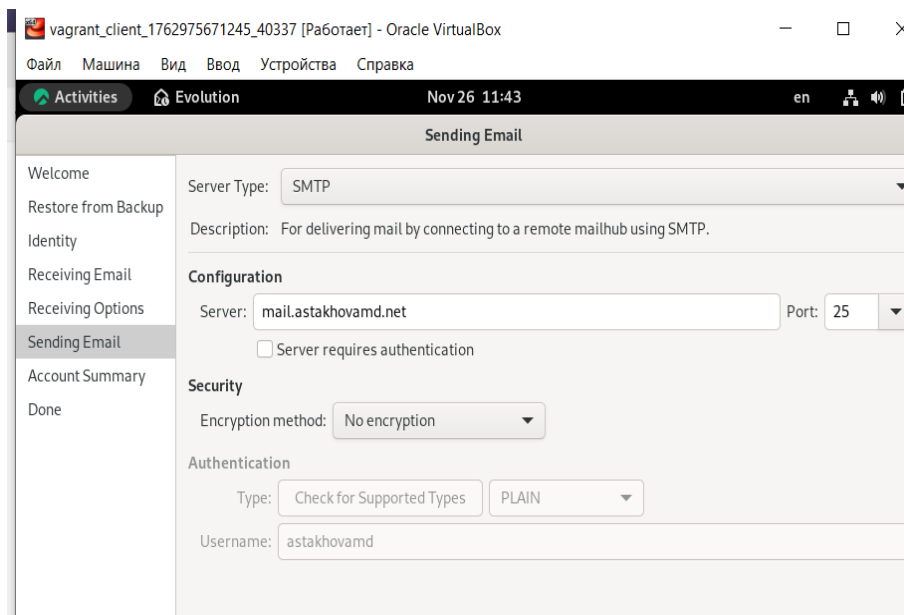 vagrant_client_1762975671245_40337 [Работает] - Oracle VirtualBox
Файл Машина Вид Ввод Устройства Справка
Activities Evolution Nov 26 11:43 en
Sending Email
Welcome
Restore from Backup
Identity
Receiving Email
Receiving Options
Sending Email
Account Summary
Done
Server Type: SMTP
Description: For delivering mail by connecting to a remote mailhub using SMTP.
Configuration
Server: mail.astakhovamd.net Port: 25
Server requires authentication
Security
Encryption method: No encryption
Authentication
Type: Check for Supported Types PLAIN
Username: astakhovamd